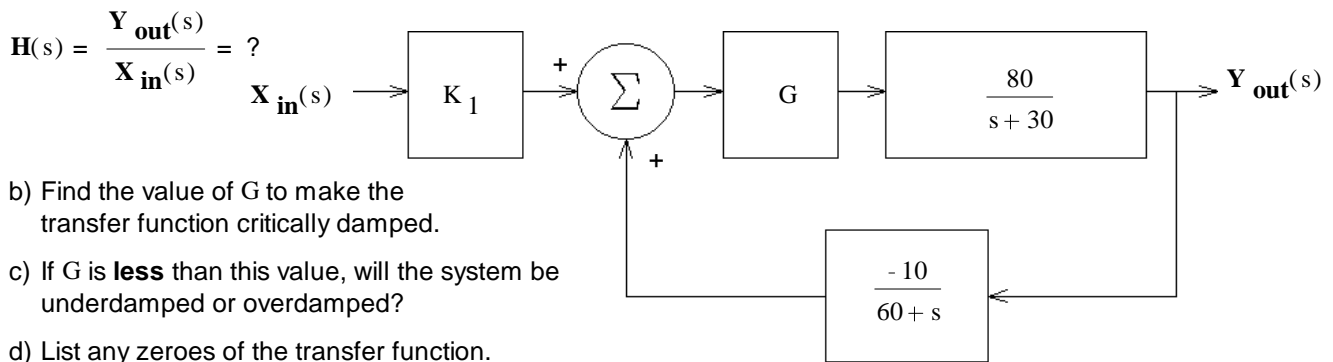 H(s) = Y out(s) / X in(s) = ?
X in(s)
K 1
+
Σ
+
G
80
s + 30
Y out(s)
- 10
60 + s
b) Find the value of G to make the
transfer function critically damped.
c) If G is less than this value, will the system be
underdamped or overdamped?
d) List any zeroes of the transfer function.